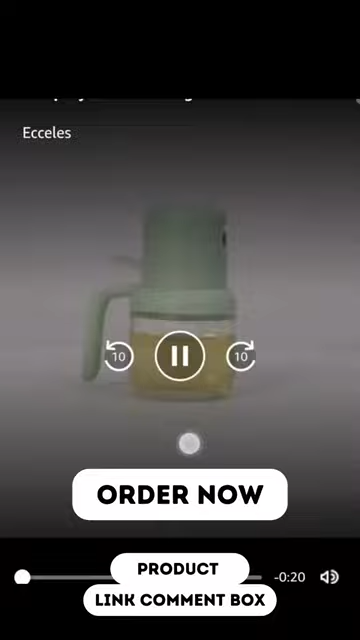 Ecceles
10
10
ORDER NOW
-0:20
PRODUCT
LINK COMMENT BOX